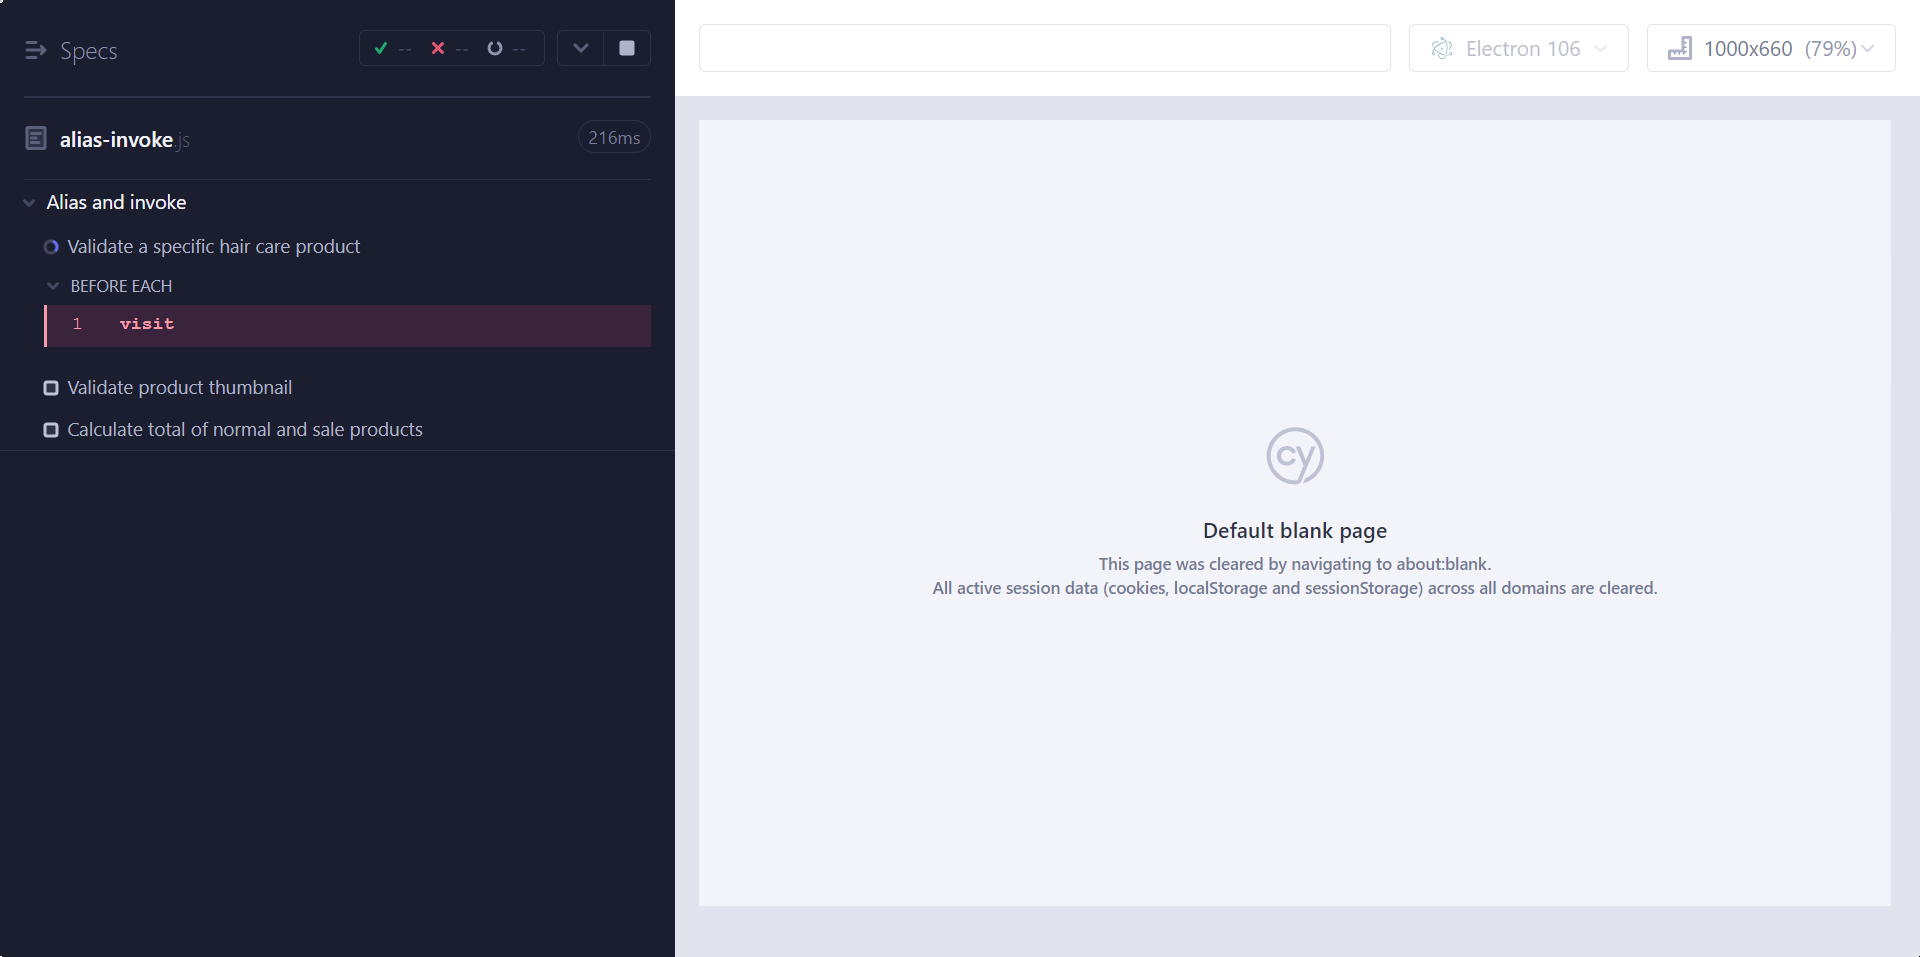 Specs
-- -- --
alias-invoke.js
216ms
Alias and invoke
Validate a specific hair care product
BEFORE EACH
1 visit
Validate product thumbnail
Calculate total of normal and sale products
Electron 106
1000x660 (79%)
cy
Default blank page
This page was cleared by navigating to about:blank.
All active session data (cookies, localStorage and sessionStorage) across all domains are cleared.